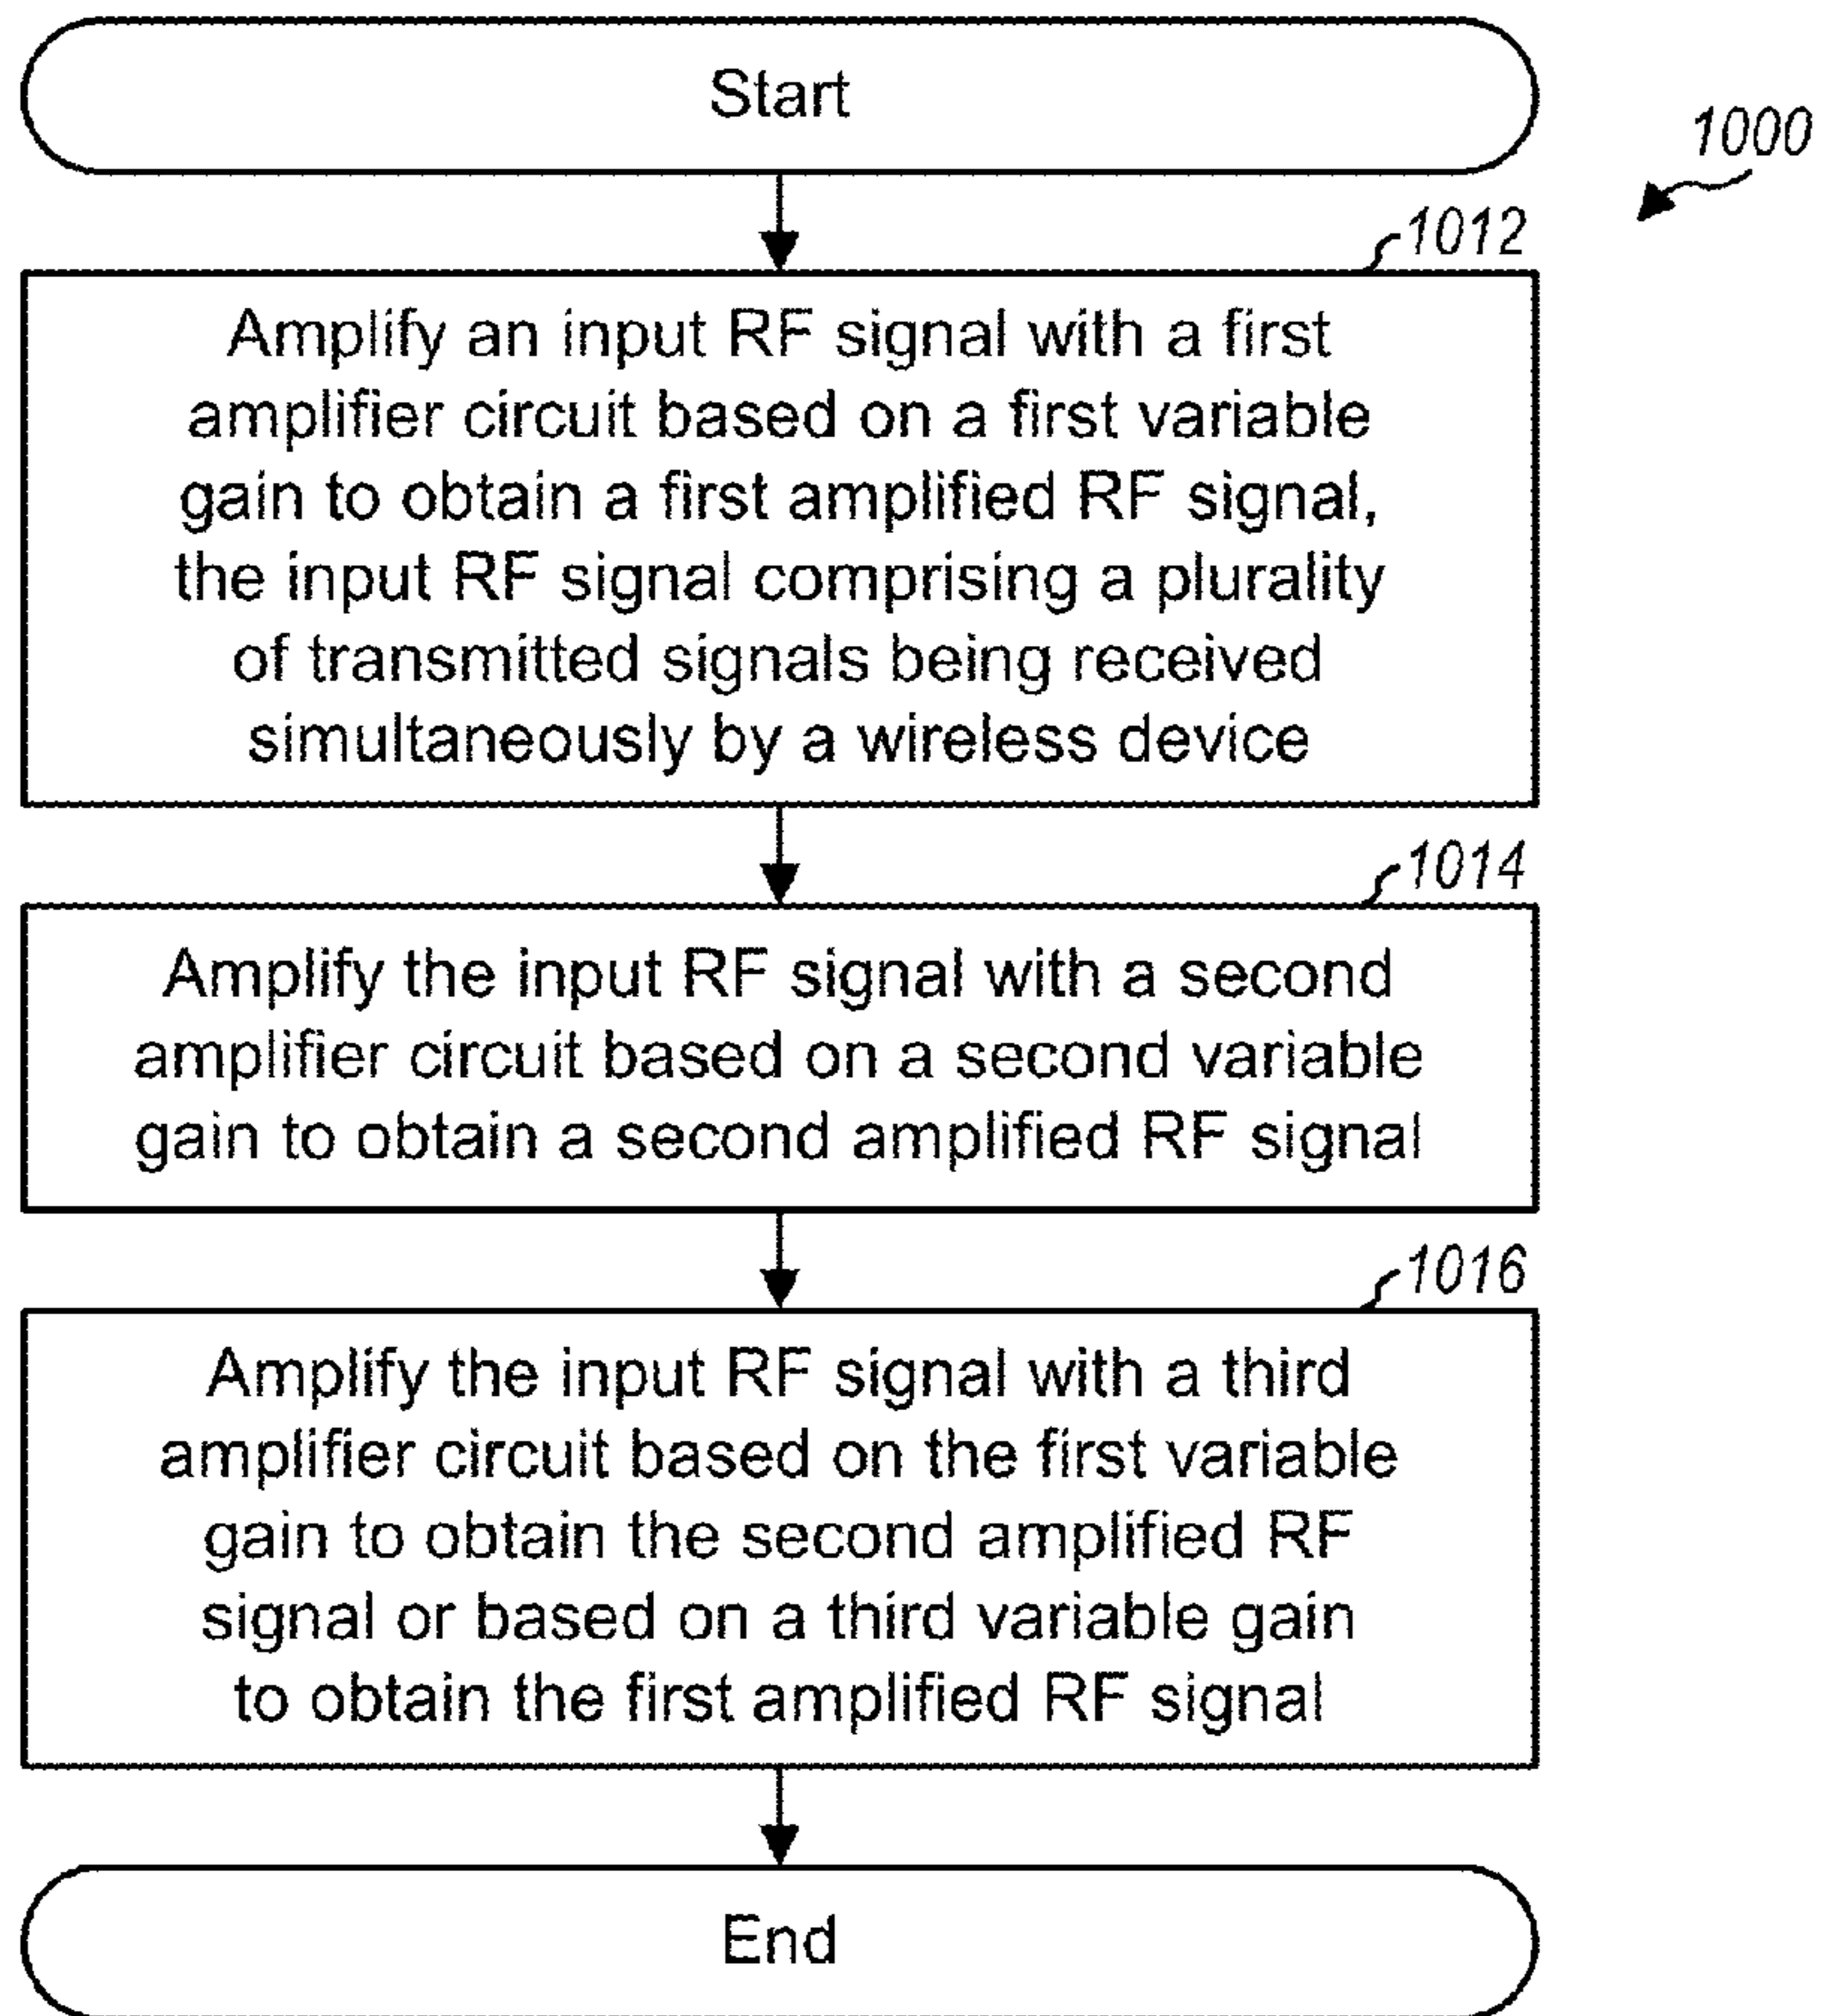 Start
1000
1012
Amplify an input RF signal with a first
amplifier circuit based on a first variable
gain to obtain a first amplified RF signal,
the input RF signal comprising a plurality
of transmitted signals being received
simultaneously by a wireless device
1014
Amplify the input RF signal with a second
amplifier circuit based on a second variable
gain to obtain a second amplified RF signal
1016
Amplify the input RF signal with a third
amplifier circuit based on the first variable
gain to obtain the second amplified RF
signal or based on a third variable gain
to obtain the first amplified RF signal
End